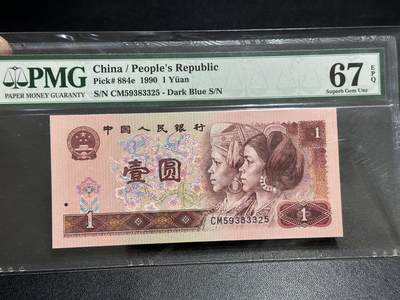 PMG
PAPER MONEY GUARANTY
China / People's Republic
Pick# 884e 1990 1 Yüan
S/N CM59383325 - Dark Blue S/N
67 EPQ
Superb Gem Unc
中国人民银行
1
壹圆
CM59383325
1
1